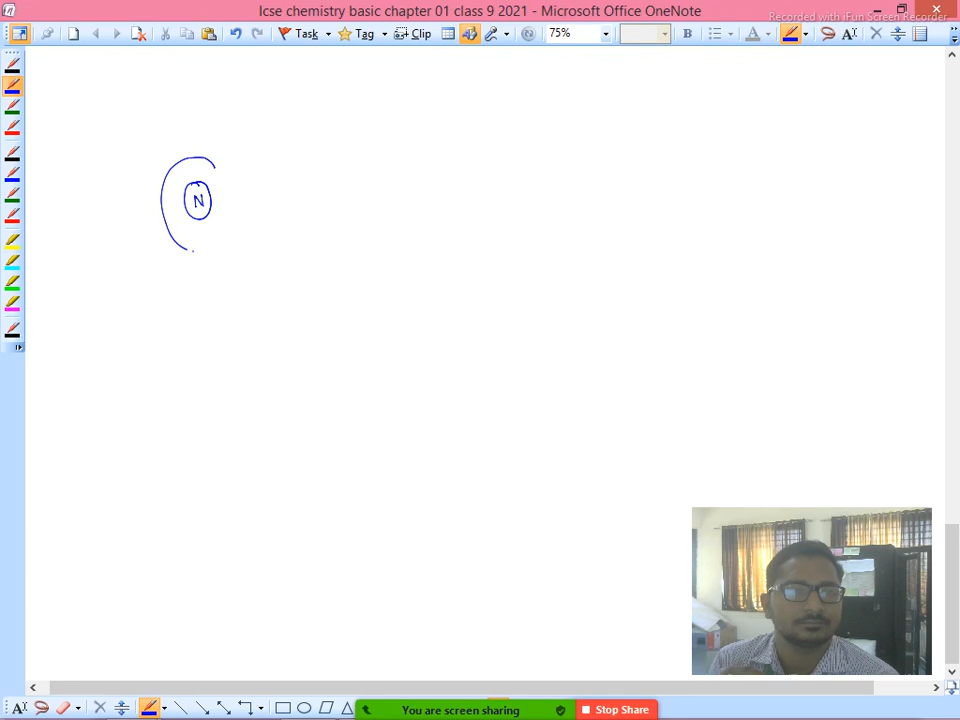 Icse chemistry basic chapter 01 class 9 2021 - Microsoft Office OneNote
Recorded with iFun Screen Recorder
Task Tag Clip 75% B A A
N
A
You are screen sharing Stop Share